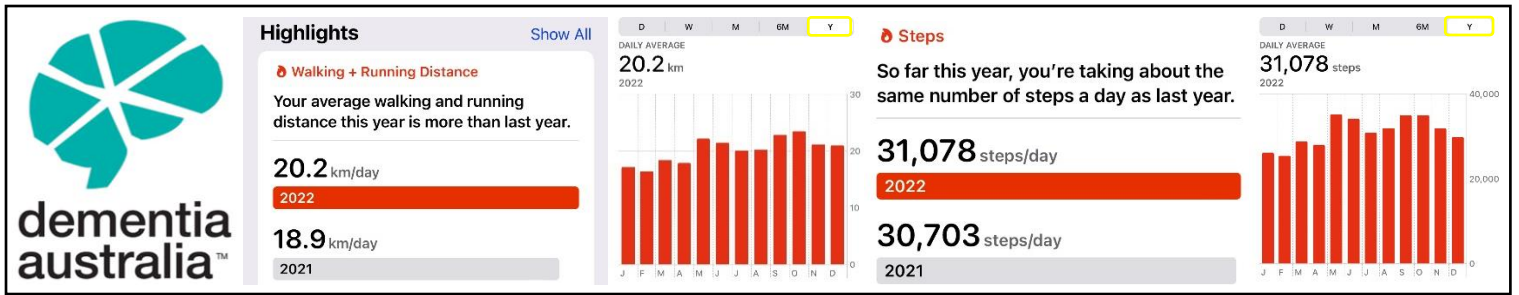 dementia
australia™
Highlights
Show All
Walking + Running Distance
Your average walking and running
distance this year is more than last year.
20.2 km/day
2022
18.9 km/day
2021
D W M 6M Y
DAILY AVERAGE
20.2 km
2022
30
20
10
0
J F M A M J J A S O N D
Steps
So far this year, you're taking about the
same number of steps a day as last year.
31,078 steps/day
2022
30,703 steps/day
2021
D W M 6M Y
DAILY AVERAGE
31,078 steps
2022
40,000
20,000
0
J F M A M J J A S O N D